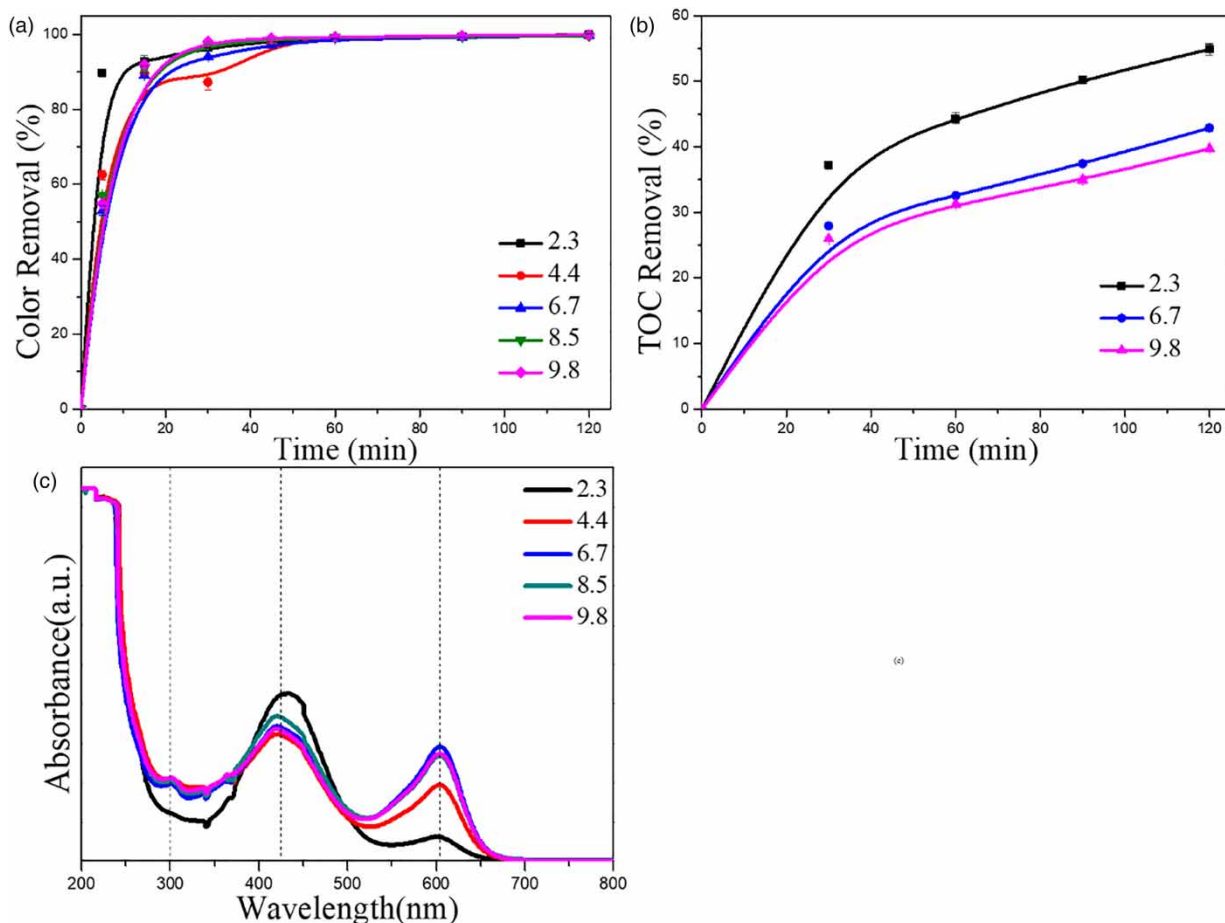 (a)
Color Removal (%)
100
80
60
40
20
0
2.3
4.4
6.7
8.5
9.8
0 20 40 60 80 100 120
Time (min)
(b)
TOC Removal (%)
60
50
40
30
20
10
0
2.3
6.7
9.8
0 20 40 60 80 100 120
Time (min)
(c)
Absorbance(a.u.)
2.3
4.4
6.7
8.5
9.8
200 300 400 500 600 700 800
Wavelength(nm)